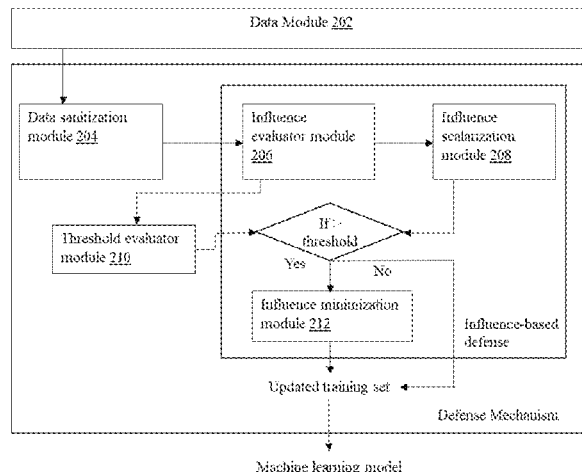 Data Module 202
Data sanitization
module 204
Influence
evaluator module
206
Influence
scalarization
module 208
Threshold evaluator
module 210
If >
threshold
Yes
No
Influence minimization
module 212
Influence-based
defense
Updated training set
Defense Mechanism
Machine learning model